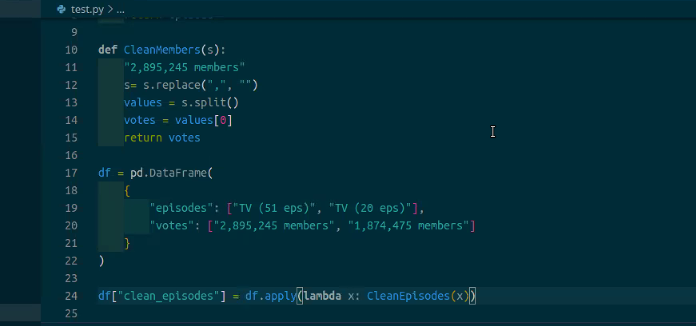 test.py > ...
9
10 def CleanMembers(s):
11 "2,895,245 members"
12 s= s.replace(",", "")
13 values = s.split()
14 votes = values[0]
15 return votes
16
17 df = pd.DataFrame(
18 {
19 "episodes": ["TV (51 eps)", "TV (20 eps)"],
20 "votes": ["2,895,245 members", "1,874,475 members"]
21 }
22 )
23
24 df["clean_episodes"] = df.apply(lambda x: CleanEpisodes(x))
25